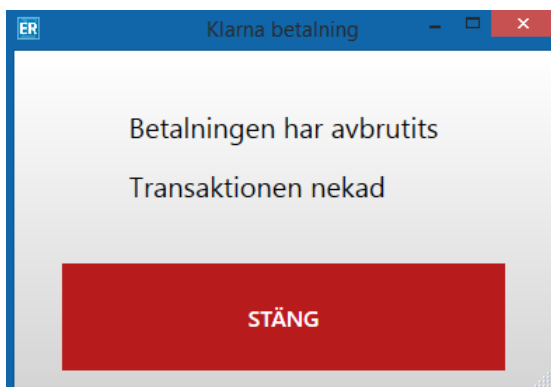 ER Klarna betalning
Betalningen har avbrutits
Transaktionen nekad
STÄNG